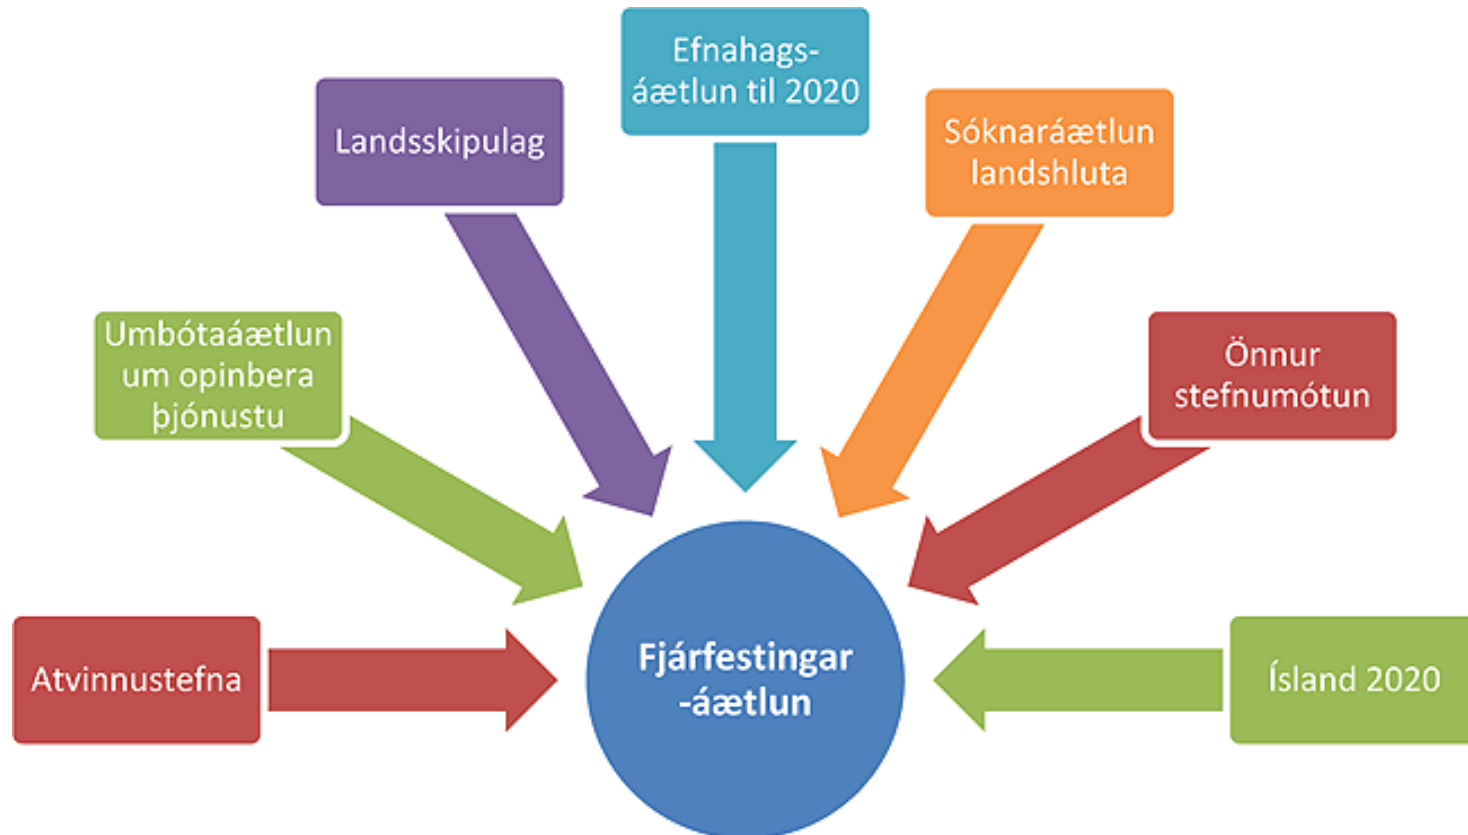 Efnahags-
áætlun til 2020
Landsskipulag
Sóknaráætlun
landshluta
Umbótaáætlun
um opinbera
þjónustu
Önnur
stefnumótun
Atvinnustefna
Fjárfestingar
-áætlun
Ísland 2020